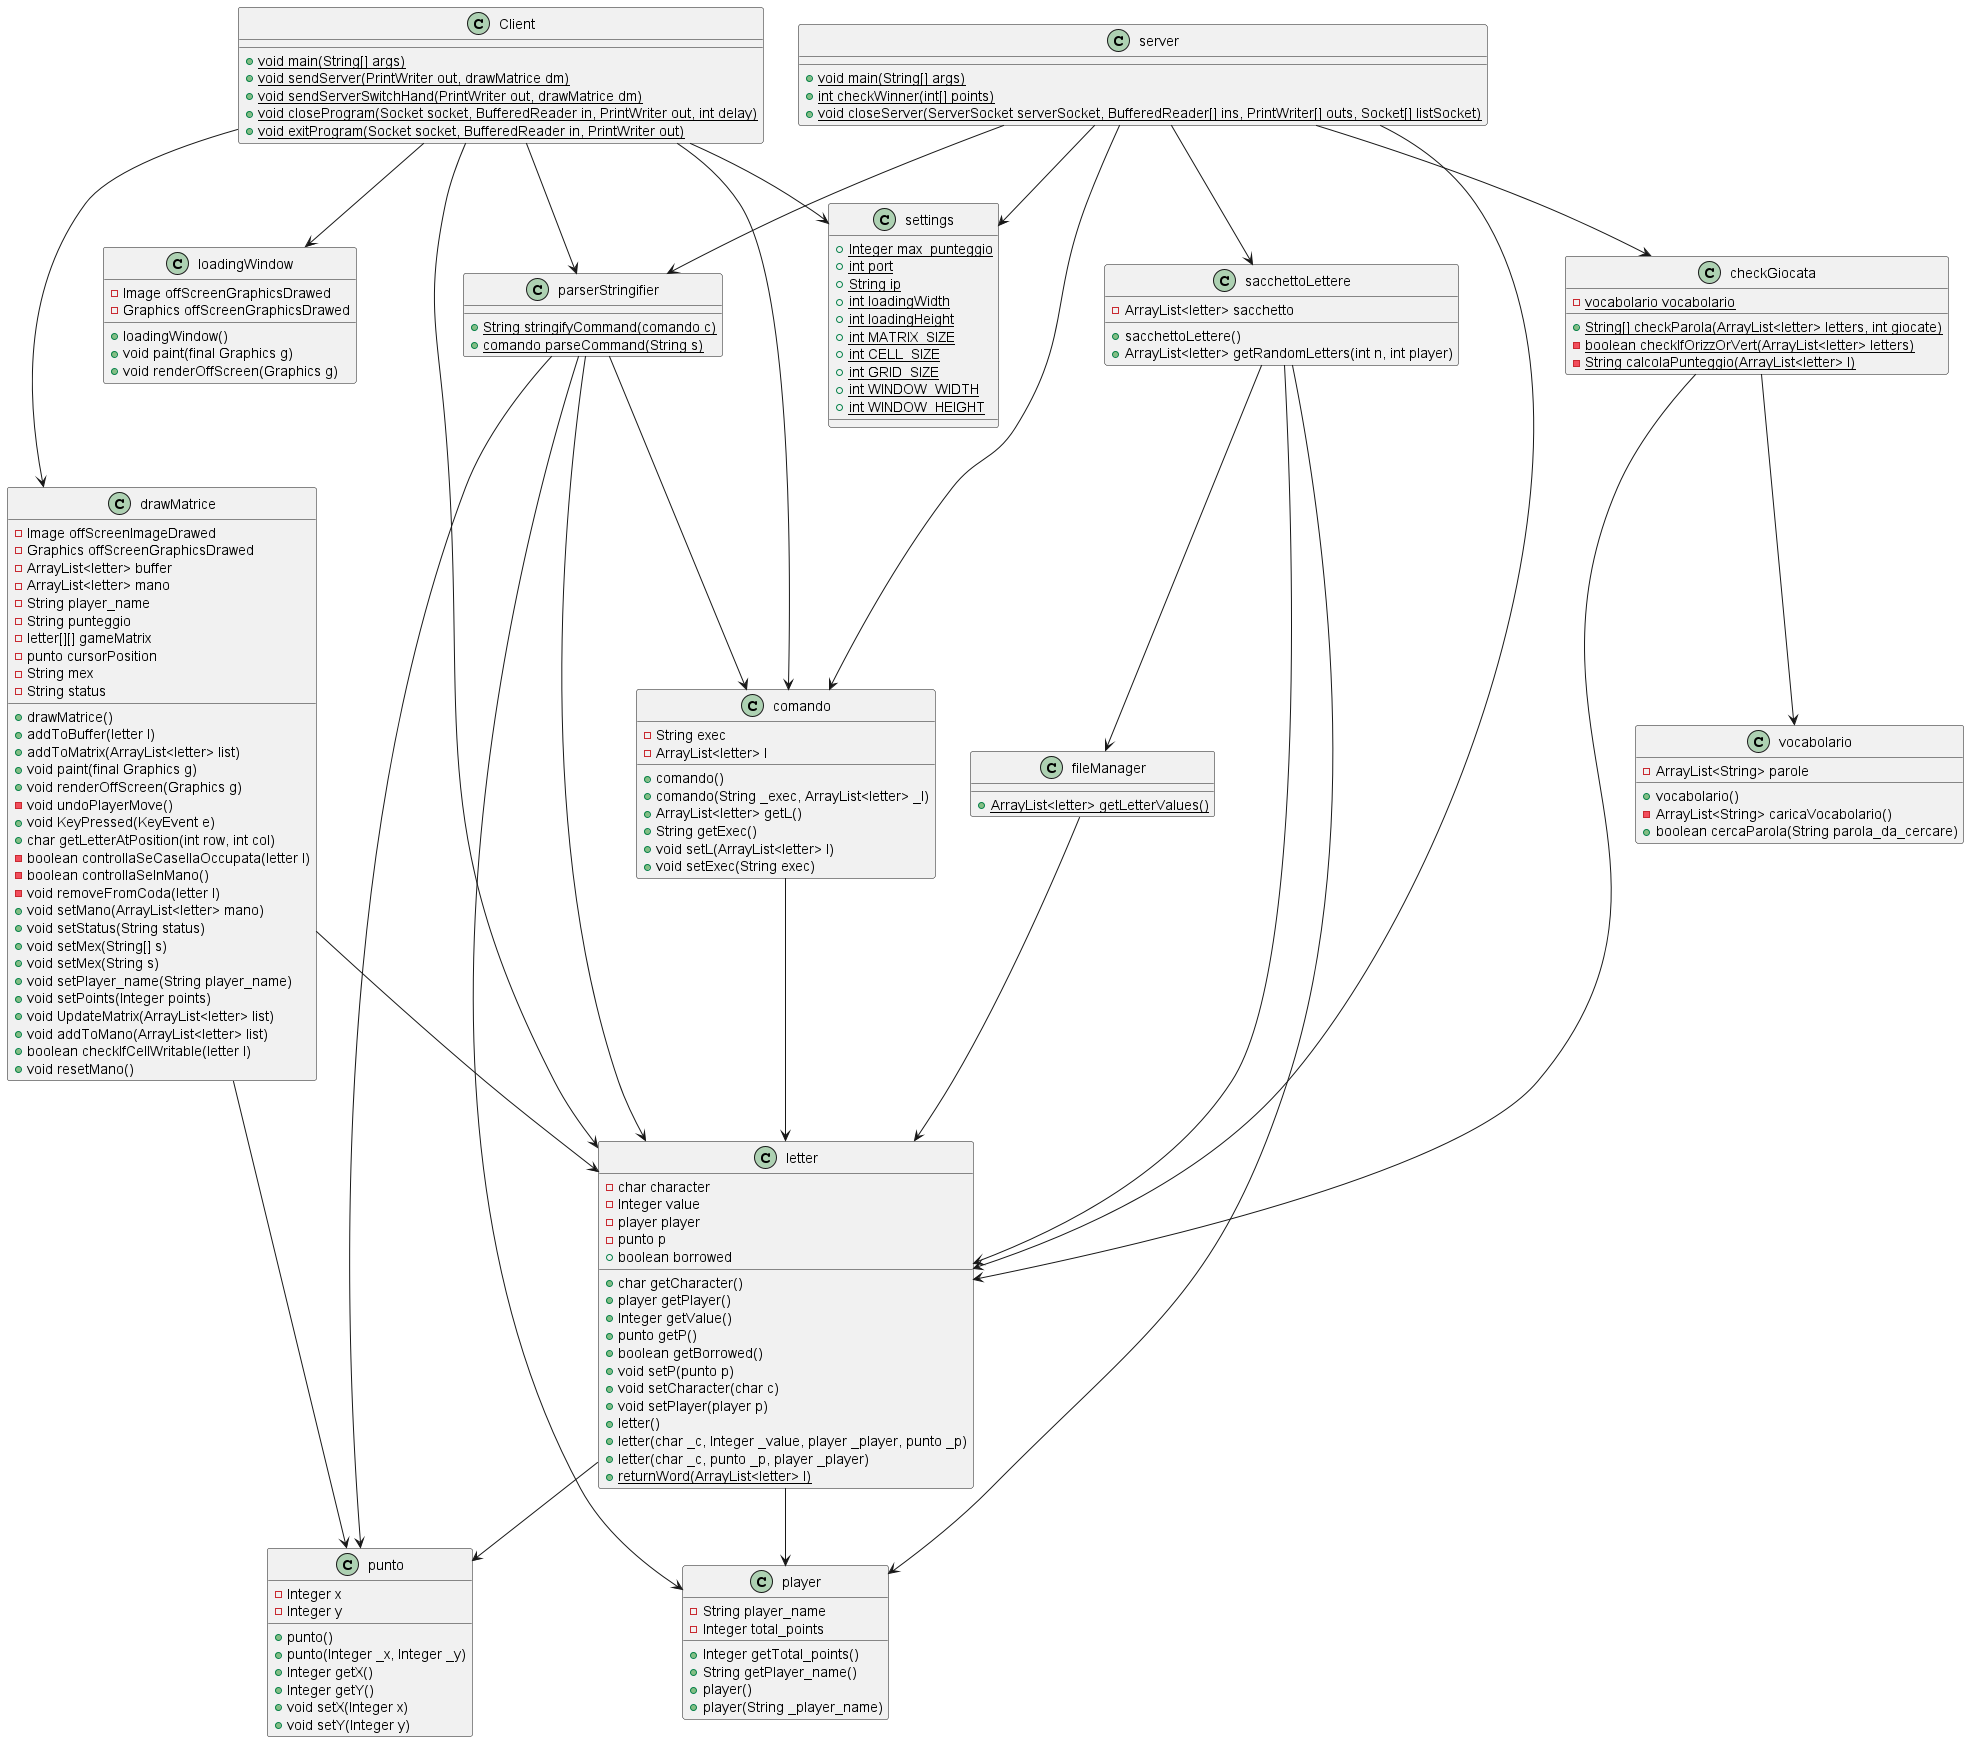 C Client
void main(String[] args)
void sendServer(PrintWriter out, drawMatrice dm)
void sendServerSwitchHand(PrintWriter out, drawMatrice dm)
void closeProgram(Socket socket, BufferedReader in, PrintWriter out, int delay)
void exitProgram(Socket socket, BufferedReader in, PrintWriter out)
C server
void main(String[] args)
int checkWinner(int[] points)
void closeServer(ServerSocket serverSocket, BufferedReader[] ins, PrintWriter[] outs, Socket[] listSocket)
C loadingWindow
Image offScreenGraphicsDrawed
Graphics offScreenGraphicsDrawed
loadingWindow()
void paint(final Graphics g)
void renderOffScreen(Graphics g)
C parserStringifier
String stringifyCommand(comando c)
comando parseCommand(String s)
C settings
Integer max_punteggio
int port
String ip
int loadingWidth
int loadingHeight
int MATRIX_SIZE
int CELL_SIZE
int GRID_SIZE
int WINDOW_WIDTH
int WINDOW_HEIGHT
C sacchettoLettere
ArrayList<letter> sacchetto
sacchettoLettere()
ArrayList<letter> getRandomLetters(int n, int player)
C checkGiocata
vocabolario vocabolario
String[] checkParola(ArrayList<letter> letters, int giocate)
boolean checkIfOrizzOrVert(ArrayList<letter> letters)
String calcolaPunteggio(ArrayList<letter> l)
C drawMatrice
Image offScreenImageDrawed
Graphics offScreenGraphicsDrawed
ArrayList<letter> buffer
ArrayList<letter> mano
String player_name
String punteggio
letter[][] gameMatrix
punto cursorPosition
String mex
String status
drawMatrice()
addToBuffer(letter l)
addToMatrix(ArrayList<letter> list)
void paint(final Graphics g)
void renderOffScreen(Graphics g)
void undoPlayerMove()
void KeyPressed(KeyEvent e)
char getLetterAtPosition(int row, int col)
boolean controllaSeCasellaOccupata(letter l)
boolean controllaSeInMano()
void removeFromCoda(letter l)
void setMano(ArrayList<letter> mano)
void setStatus(String status)
void setMex(String[] s)
void setMex(String s)
void setPlayer_name(String player_name)
void setPoints(Integer points)
void UpdateMatrix(ArrayList<letter> list)
void addToMano(ArrayList<letter> list)
boolean checkIfCellWritable(letter l)
void resetMano()
C comando
String exec
ArrayList<letter> l
comando()
comando(String _exec, ArrayList<letter> _l)
ArrayList<letter> getL()
String getExec()
void setL(ArrayList<letter> l)
void setExec(String exec)
C fileManager
ArrayList<letter> getLetterValues()
C vocabolario
ArrayList<String> parole
vocabolario()
ArrayList<String> caricaVocabolario()
boolean cercaParola(String parola_da_cercare)
C letter
char character
Integer value
player player
punto p
boolean borrowed
char getCharacter()
player getPlayer()
Integer getValue()
punto getP()
boolean getBorrowed()
void setP(punto p)
void setCharacter(char c)
void setPlayer(player p)
letter()
letter(char _c, Integer _value, player _player, punto _p)
letter(char _c, punto _p, player _player)
returnWord(ArrayList<letter> l)
C punto
Integer x
Integer y
punto()
punto(Integer _x, Integer _y)
Integer getX()
Integer getY()
void setX(Integer x)
void setY(Integer y)
C player
String player_name
Integer total_points
Integer getTotal_points()
String getPlayer_name()
player()
player(String _player_name)